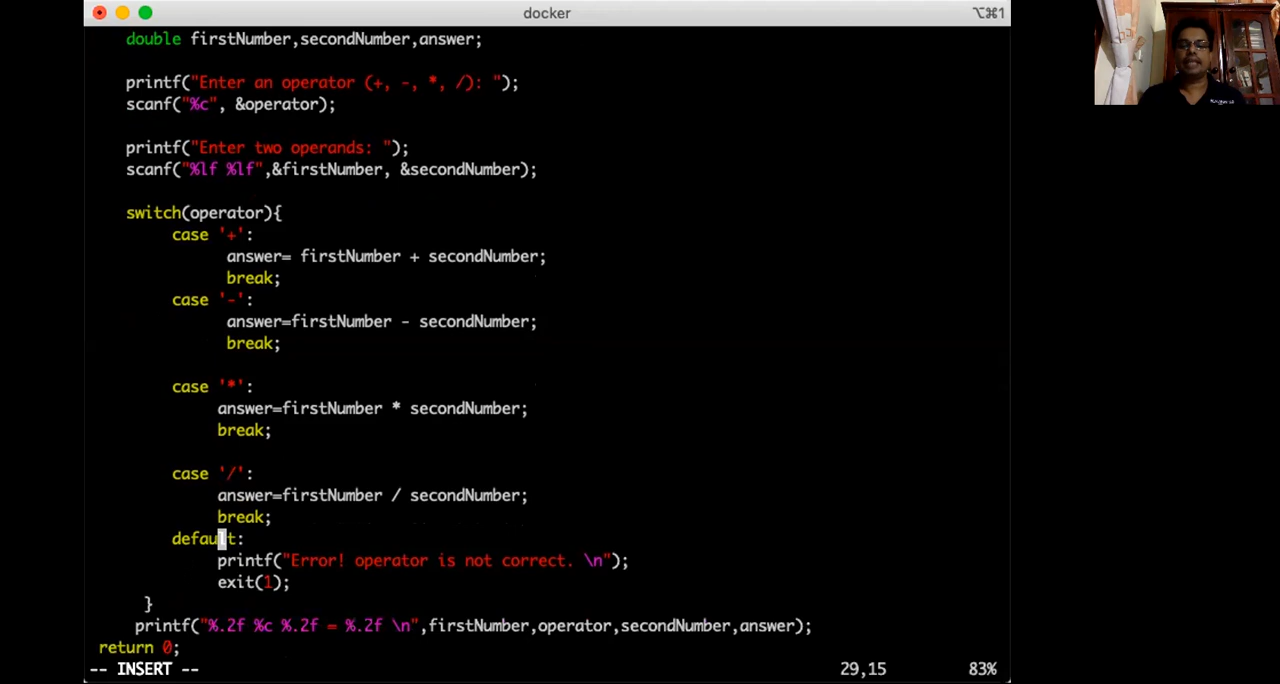 docker
⌥⌘1
double firstNumber,secondNumber,answer;
printf("Enter an operator (+, -, *, /): ");
scanf("%c", &operator);
printf("Enter two operands: ");
scanf("%lf %lf",&firstNumber, &secondNumber);
switch(operator){
case '+':
answer= firstNumber + secondNumber;
break;
case '-':
answer=firstNumber - secondNumber;
break;
case '*':
answer=firstNumber * secondNumber;
break;
case '/':
answer=firstNumber / secondNumber;
break;
default:
printf("Error! operator is not correct. \n");
exit(1);
}
printf("%.2f %c %.2f = %.2f \n",firstNumber,operator,secondNumber,answer);
return 0;
-- INSERT -- 29,15 83%